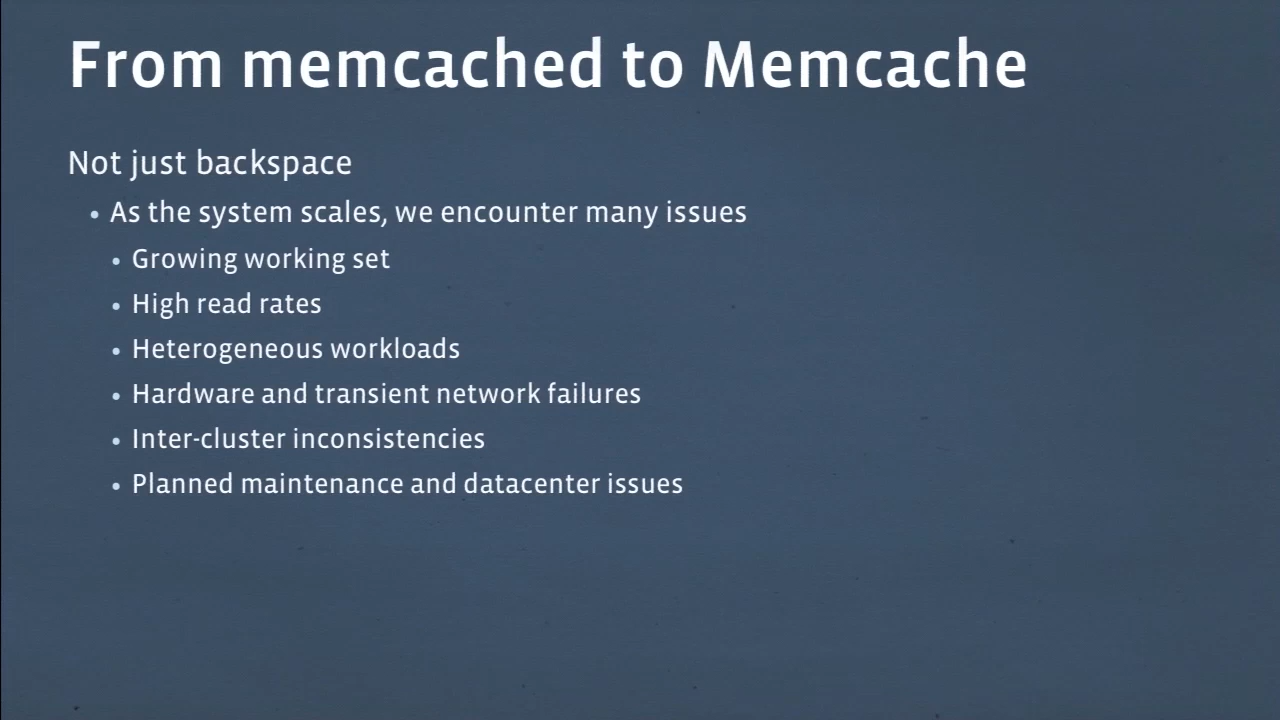 From memcached to Memcache
Not just backspace
• As the system scales, we encounter many issues
• Growing working set
• High read rates
• Heterogeneous workloads
• Hardware and transient network failures
• Inter-cluster inconsistencies
• Planned maintenance and datacenter issues